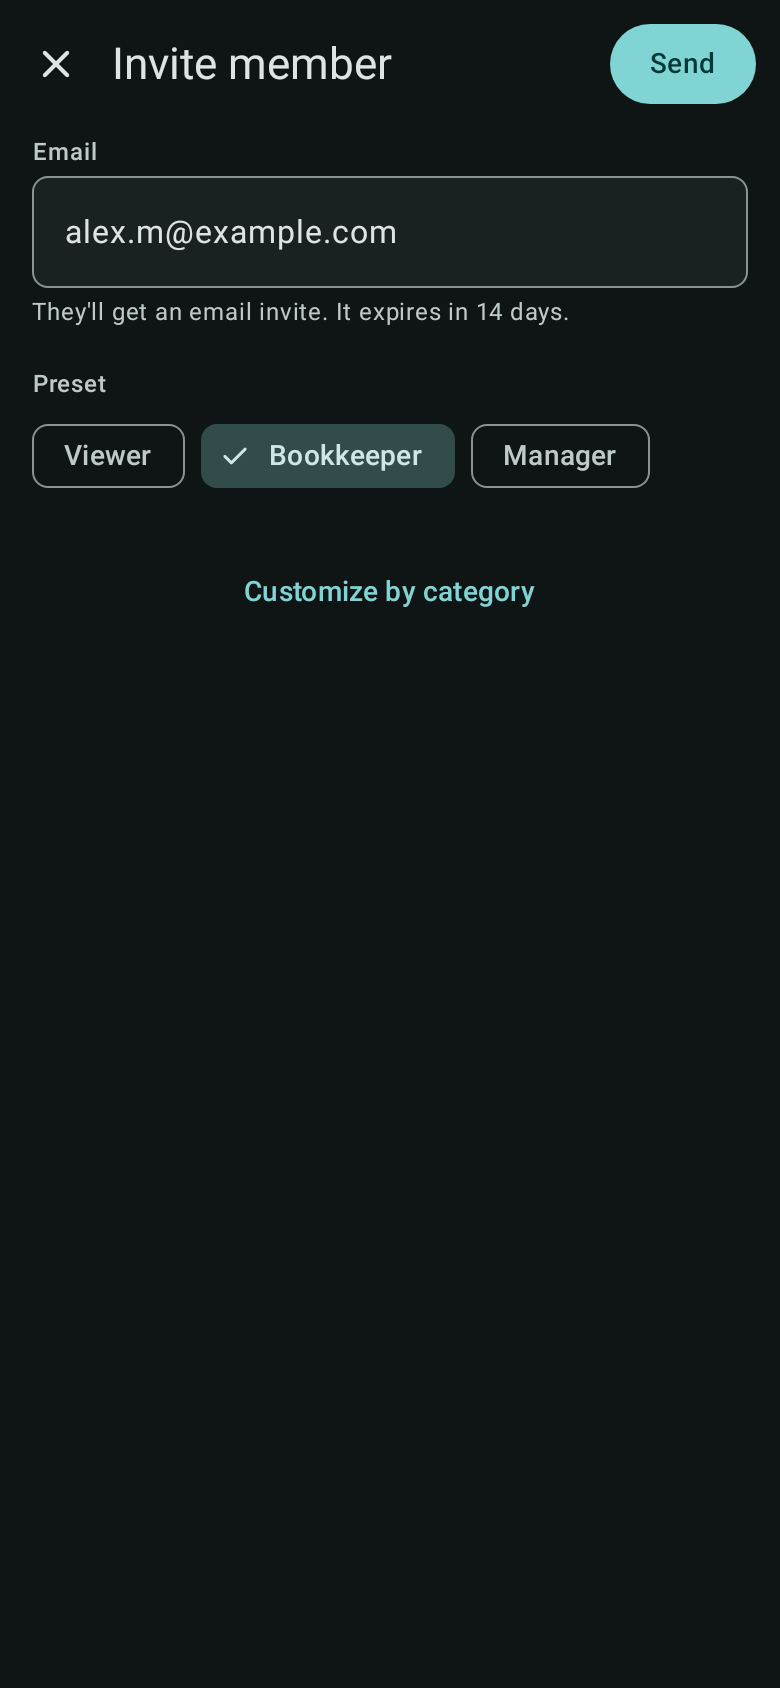 Invite member
Send
Email
alex.m@example.com
They'll get an email invite. It expires in 14 days.
Preset
Viewer
Bookkeeper
Manager
Customize by category